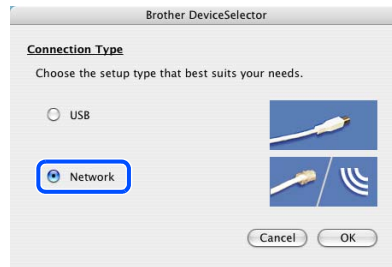 Brother DeviceSelector
Connection Type
Choose the setup type that best suits your needs.
USB
Network
Cancel OK